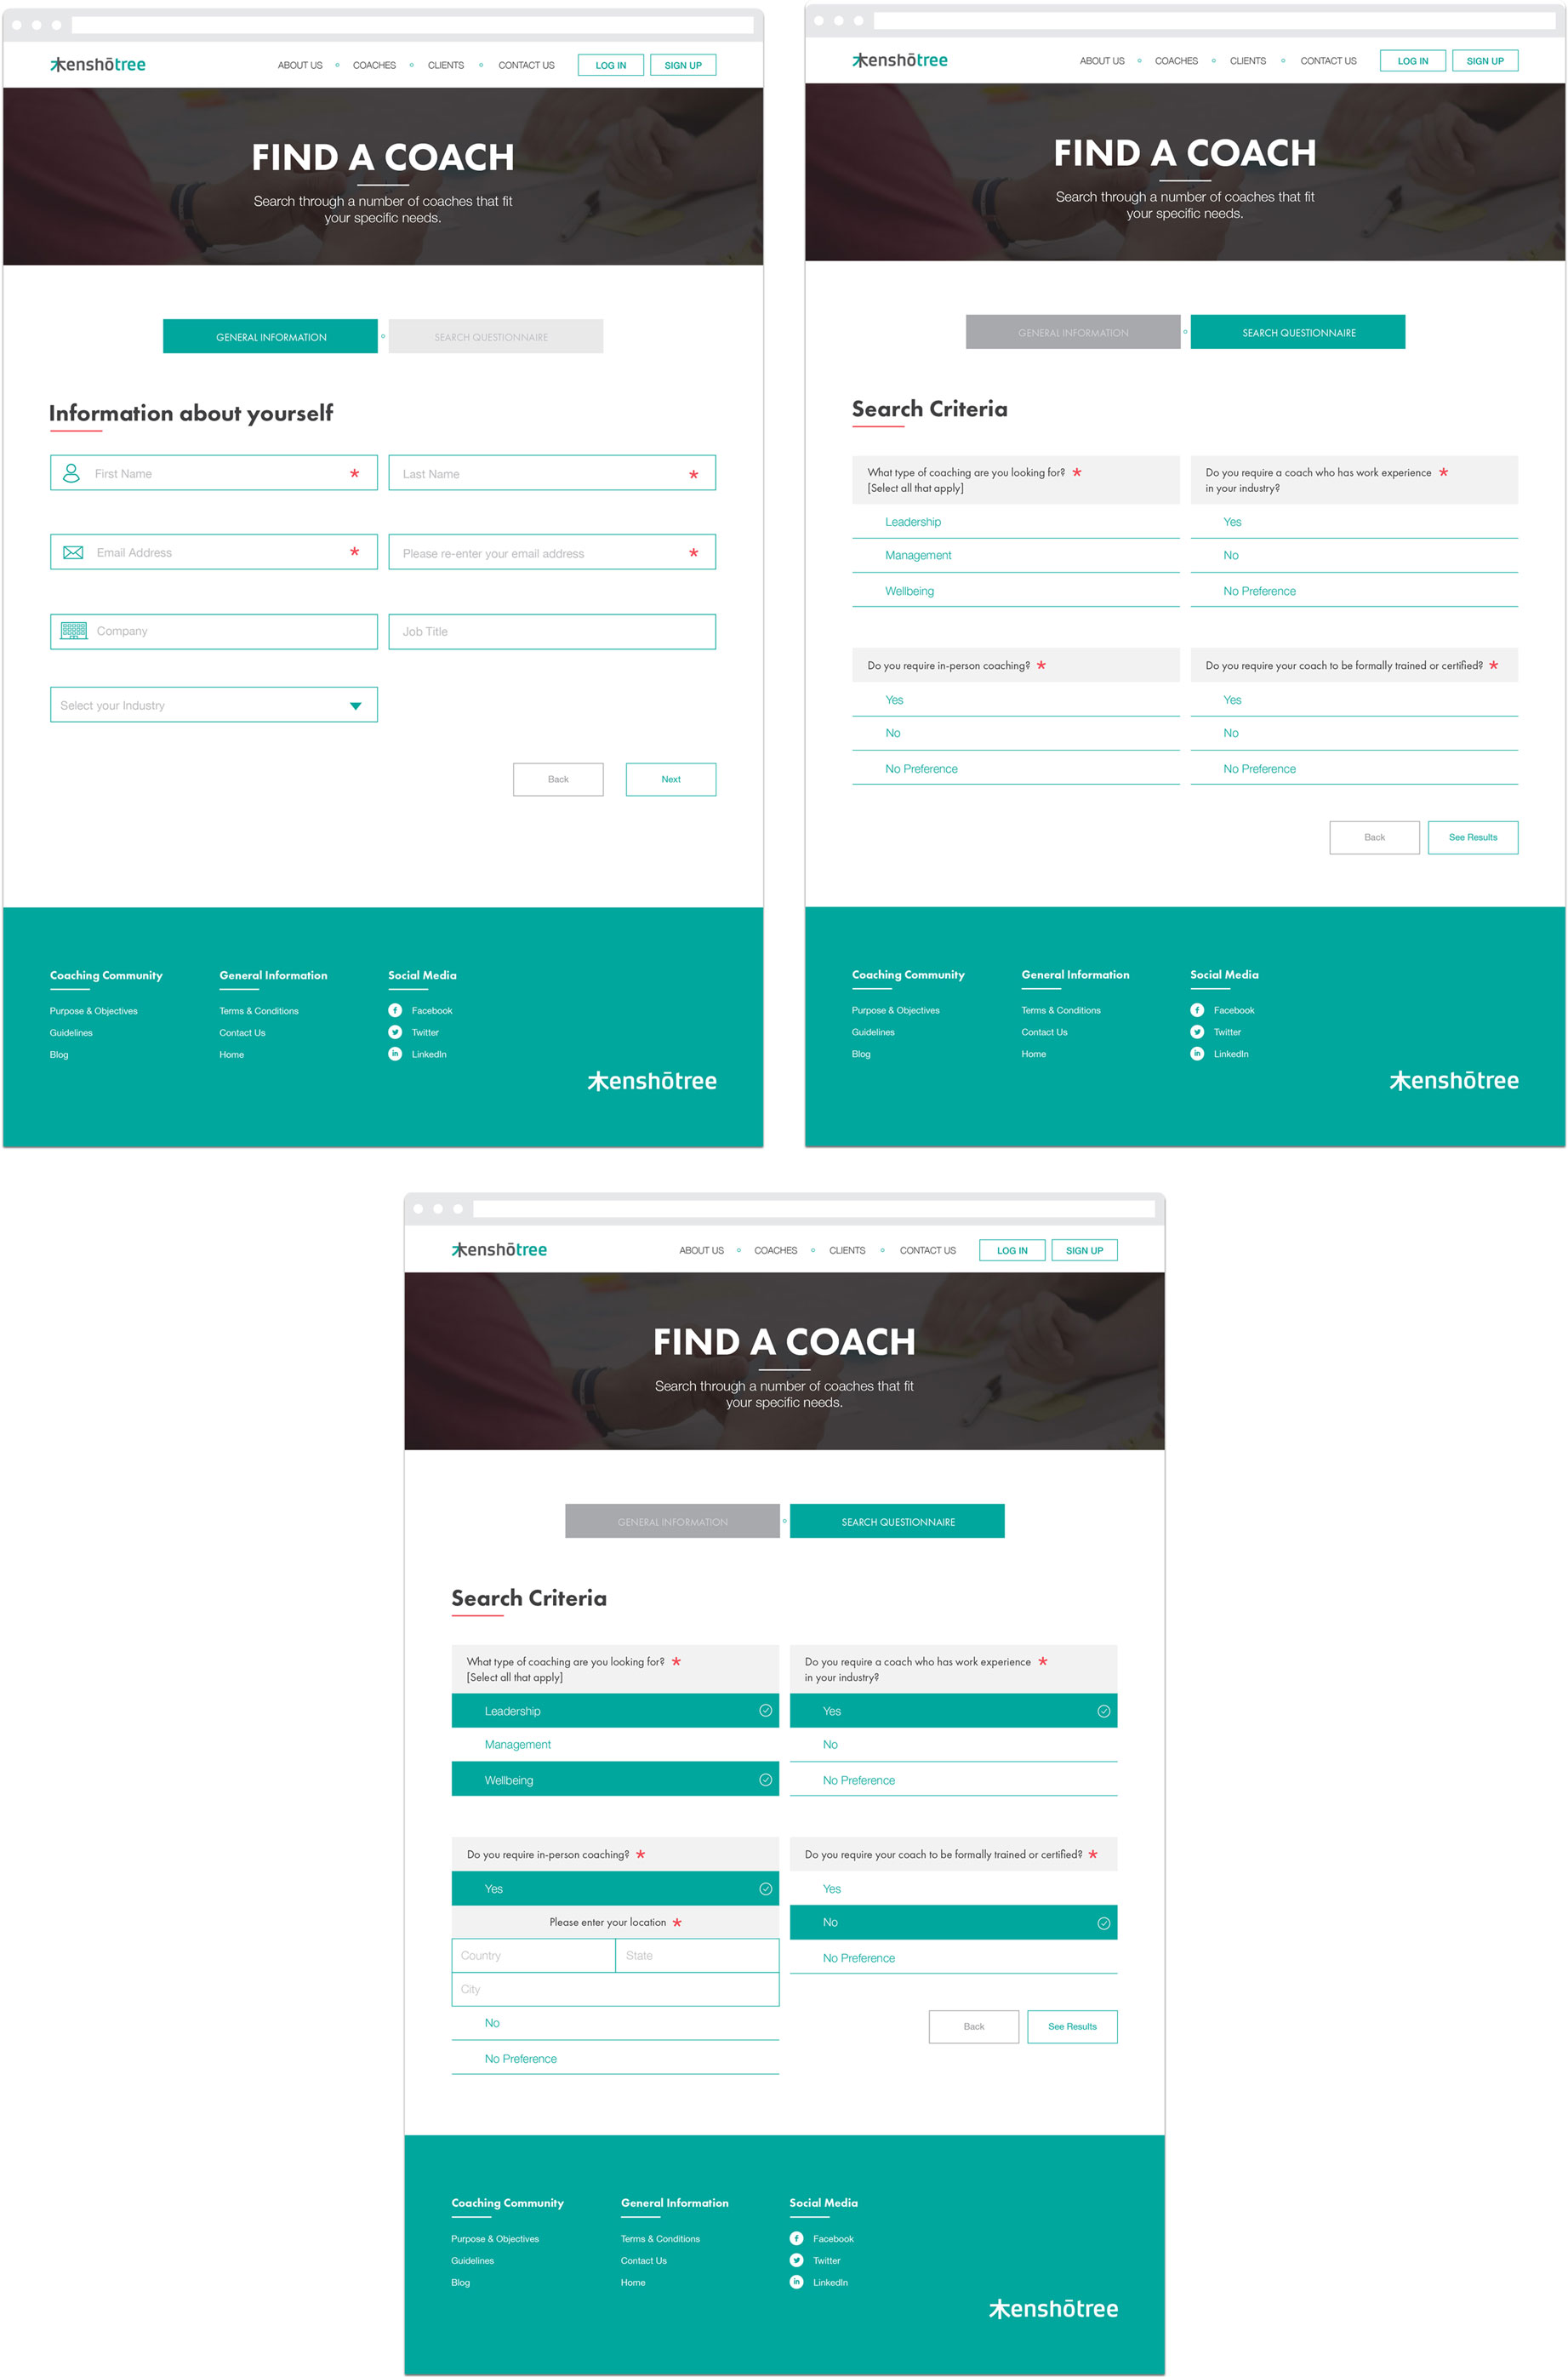 kenshōtree
ABOUT US
COACHES
CLIENTS
CONTACT US
LOG IN
SIGN UP
FIND A COACH
Search through a number of coaches that fit
your specific needs.
GENERAL INFORMATION
SEARCH QUESTIONNAIRE
Information about yourself
First Name *
Last Name *
Email Address *
Please re-enter your email address *
Company
Job Title
Select your Industry
Back
Next
Coaching Community
Purpose & Objectives
Guidelines
Blog
General Information
Terms & Conditions
Contact Us
Home
Social Media
Facebook
Twitter
LinkedIn
kenshōtree
kenshōtree
ABOUT US
COACHES
CLIENTS
CONTACT US
LOG IN
SIGN UP
FIND A COACH
Search through a number of coaches that fit
your specific needs.
GENERAL INFORMATION
SEARCH QUESTIONNAIRE
Search Criteria
What type of coaching are you looking for? *
[Select all that apply]
Leadership
Management
Wellbeing
Do you require a coach who has work experience *
in your industry?
Yes
No
No Preference
Do you require in-person coaching? *
Yes
No
No Preference
Do you require your coach to be formally trained or certified? *
Yes
No
No Preference
Back
See Results
Coaching Community
Purpose & Objectives
Guidelines
Blog
General Information
Terms & Conditions
Contact Us
Home
Social Media
Facebook
Twitter
LinkedIn
kenshōtree
kenshōtree
ABOUT US
COACHES
CLIENTS
CONTACT US
LOG IN
SIGN UP
FIND A COACH
Search through a number of coaches that fit
your specific needs.
GENERAL INFORMATION
SEARCH QUESTIONNAIRE
Search Criteria
What type of coaching are you looking for? *
[Select all that apply]
Leadership
Management
Wellbeing
Do you require a coach who has work experience *
in your industry?
Yes
No
No Preference
Do you require in-person coaching? *
Yes
Please enter your location *
Country
State
City
No
No Preference
Do you require your coach to be formally trained or certified? *
Yes
No
No Preference
Back
See Results
Coaching Community
Purpose & Objectives
Guidelines
Blog
General Information
Terms & Conditions
Contact Us
Home
Social Media
Facebook
Twitter
LinkedIn
kenshōtree